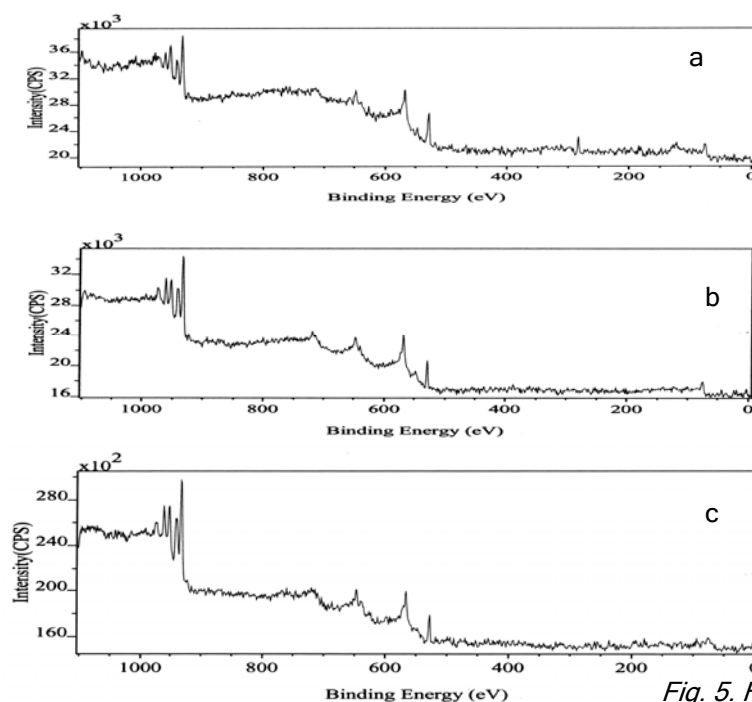 x10³
a
36
32
28
24
20
Intensity(CPS)
1000 800 600 400 200 0
Binding Energy (eV)
x10³
b
32
28
24
20
16
Intensity(CPS)
1000 800 600 400 200 0
Binding Energy (eV)
x10²
c
280
240
200
160
Intensity(CPS)
1000 800 600 400 200 0
Binding Energy (eV)
Fig. 5.